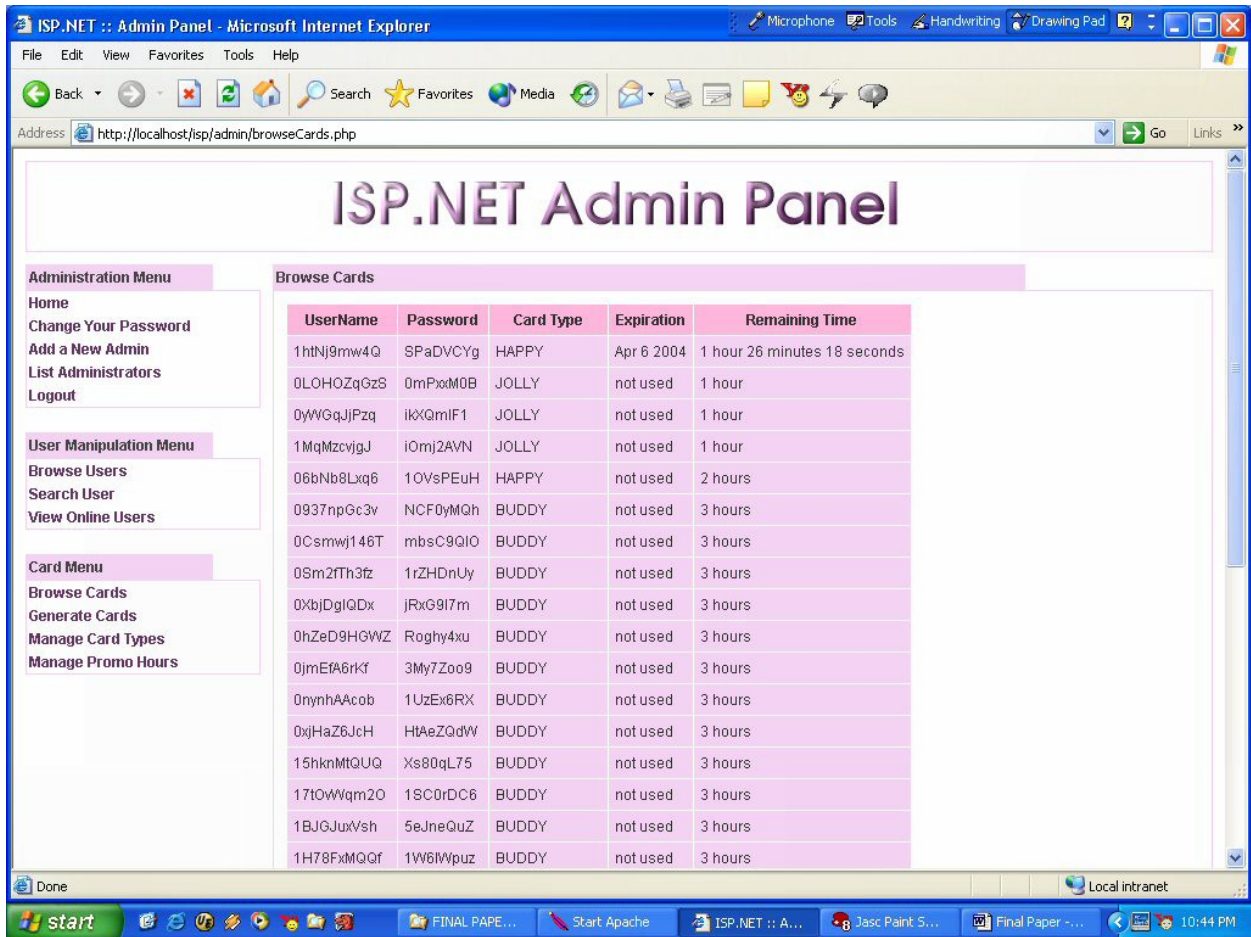 ISP.NET :: Admin Panel - Microsoft Internet Explorer
Microphone Tools Handwriting Drawing Pad
File Edit View Favorites Tools Help
Back Search Favorites Media
Address http://localhost/isp/admin/browseCards.php Go Links »
ISP.NET Admin Panel
Administration Menu
Home
Change Your Password
Add a New Admin
List Administrators
Logout
User Manipulation Menu
Browse Users
Search User
View Online Users
Card Menu
Browse Cards
Generate Cards
Manage Card Types
Manage Promo Hours
Browse Cards
UserName Password Card Type Expiration Remaining Time
1htNj9mw4Q SPaDVCYg HAPPY Apr 6 2004 1 hour 26 minutes 18 seconds
0LOHOZqGzS 0mPxxM0B JOLLY not used 1 hour
0yWGqJjPzq ikXQmIF1 JOLLY not used 1 hour
1MqMzcvjgJ iOmj2AVN JOLLY not used 1 hour
06bNb8Lxq6 1OVsPEuH HAPPY not used 2 hours
0937npGc3v NCF0yMQh BUDDY not used 3 hours
0Csmwj146T mbsC9QIO BUDDY not used 3 hours
0Sm2fTh3fz 1rZHDnUy BUDDY not used 3 hours
0XbjDgIQDx jRxG9I7m BUDDY not used 3 hours
0hZeD9HGWZ Roghy4xu BUDDY not used 3 hours
0jmEfA6rKf 3My7Zoo9 BUDDY not used 3 hours
0nynhAAcob 1UzEx6RX BUDDY not used 3 hours
0xjHaZ6JcH HtAeZQdW BUDDY not used 3 hours
15hknMtQUQ Xs80qL75 BUDDY not used 3 hours
17tOvWqm2O 1SC0rDC6 BUDDY not used 3 hours
1BJGJuxVsh 5eJneQuZ BUDDY not used 3 hours
1H78FxMQQf 1W6IWpuz BUDDY not used 3 hours
Done Local intranet
start FINAL PAPE... Start Apache ISP.NET :: A... Jasc Paint S... Final Paper -... 10:44 PM